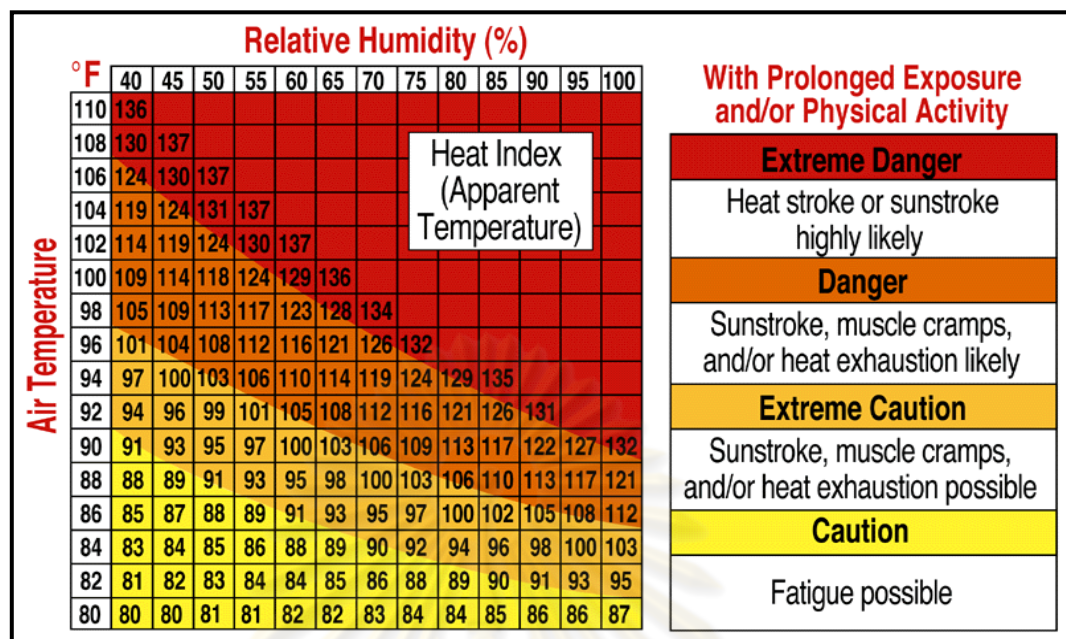 Relative Humidity (%)
°F 40 45 50 55 60 65 70 75 80 85 90 95 100
110 136
108 130 137
106 124 130 137
104 119 124 131 137
102 114 119 124 130 137
100 109 114 118 124 129 136
98 105 109 113 117 123 128 134
96 101 104 108 112 116 121 126 132
94 97 100 103 106 110 114 119 124 129 135
92 94 96 99 101 105 108 112 116 121 126 131
90 91 93 95 97 100 103 106 109 113 117 122 127 132
88 88 89 91 93 95 98 100 103 106 110 113 117 121
86 85 87 88 89 91 93 95 97 100 102 105 108 112
84 83 84 85 86 88 89 90 92 94 96 98 100 103
82 81 82 83 84 84 85 86 88 89 90 91 93 95
80 80 80 81 81 82 82 83 84 84 85 86 86 87
Air Temperature
Heat Index
(Apparent
Temperature)
With Prolonged Exposure
and/or Physical Activity
Extreme Danger
Heat stroke or sunstroke
highly likely
Danger
Sunstroke, muscle cramps,
and/or heat exhaustion likely
Extreme Caution
Sunstroke, muscle cramps,
and/or heat exhaustion possible
Caution
Fatigue possible